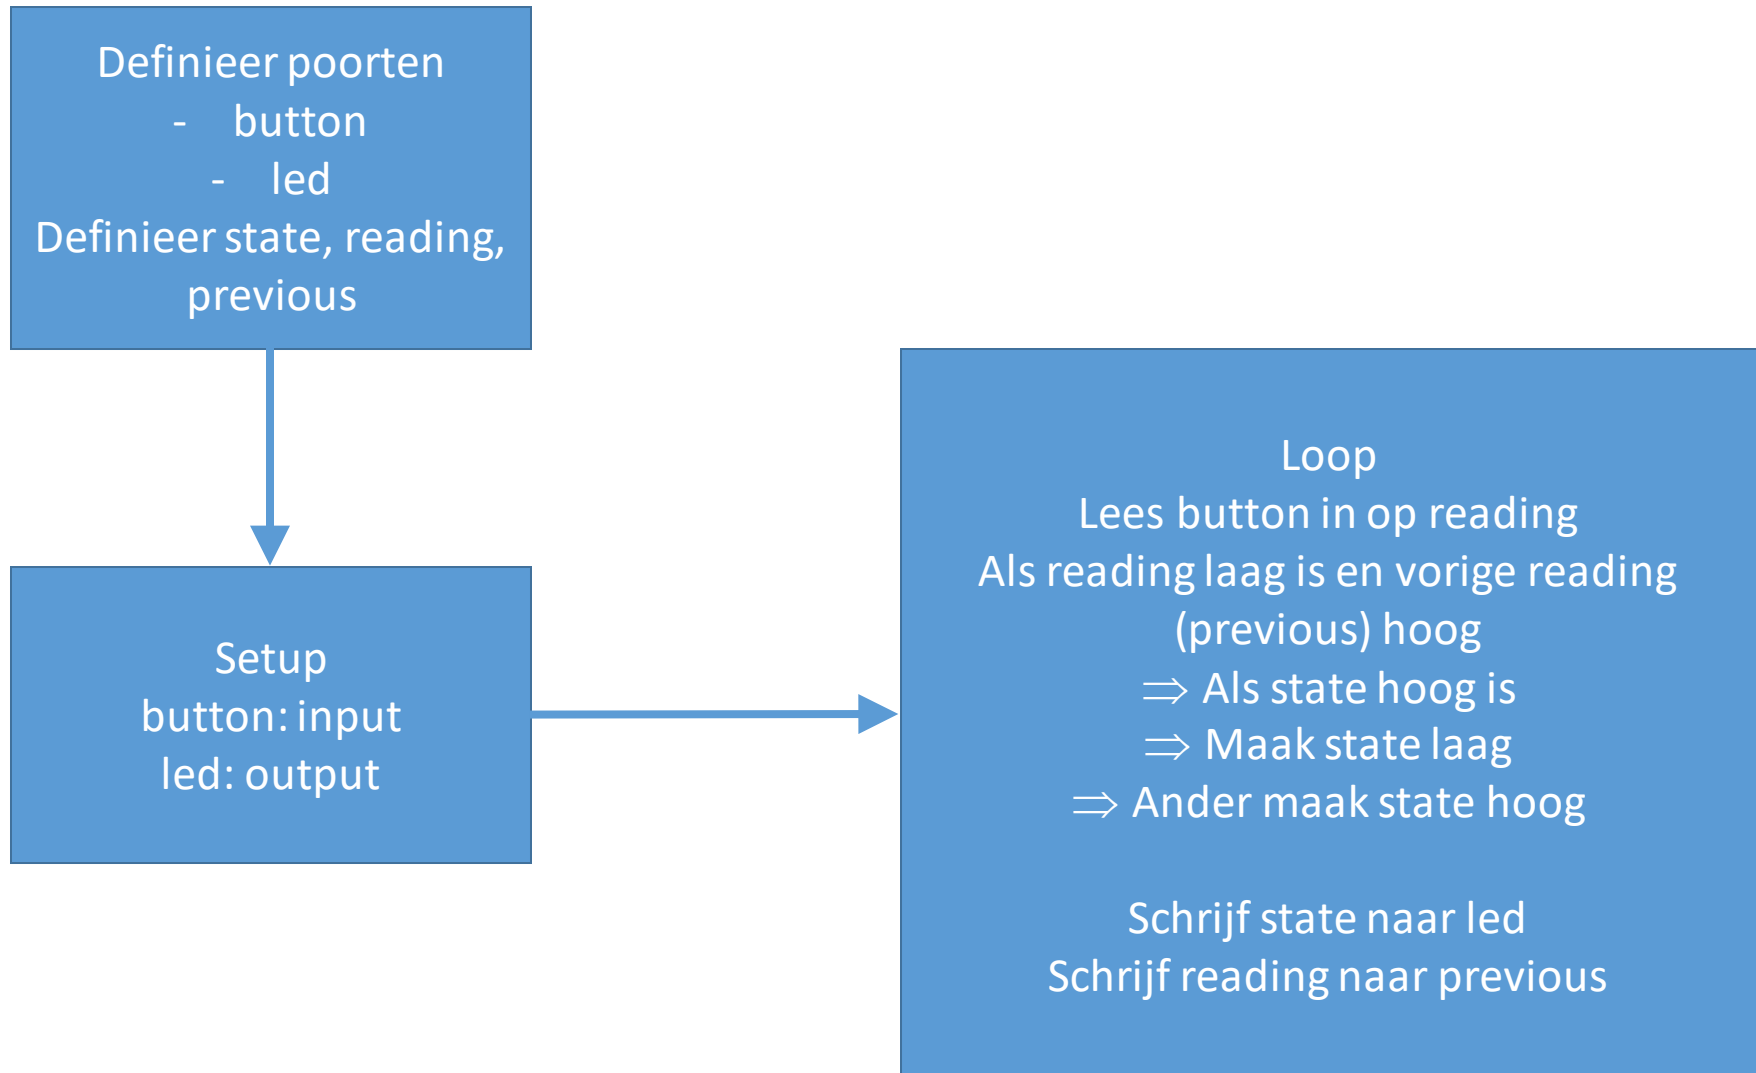 Definieer poorten
- button
- led
Definieer state, reading,
previous
Setup
button: input
led: output
Loop
Lees button in op reading
Als reading laag is en vorige reading
(previous) hoog
⇒ Als state hoog is
⇒ Maak state laag
⇒ Ander maak state hoog
Schrijf state naar led
Schrijf reading naar previous